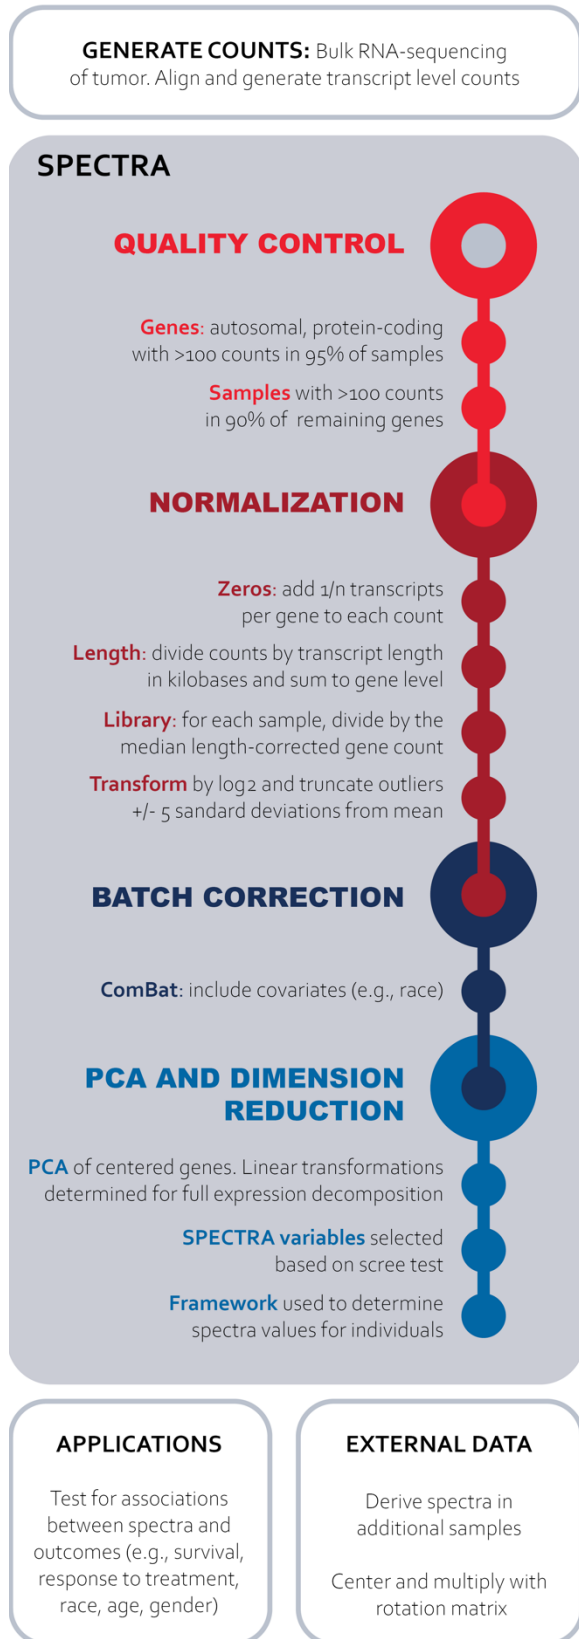 GENERATE COUNTS: Bulk RNA-sequencing
of tumor. Align and generate transcript level counts
SPECTRA
QUALITY CONTROL
Genes: autosomal, protein-coding
with >100 counts in 95% of samples
Samples with >100 counts
in 90% of remaining genes
NORMALIZATION
Zeros: add 1/n transcripts
per gene to each count
Length: divide counts by transcript length
in kilobases and sum to gene level
Library: for each sample, divide by the
median length-corrected gene count
Transform by log2 and truncate outliers
+/- 5 sandard deviations from mean
BATCH CORRECTION
ComBat: include covariates (e.g., race)
PCA AND DIMENSION
REDUCTION
PCA of centered genes. Linear transformations
determined for full expression decomposition
SPECTRA variables selected
based on scree test
Framework used to determine
spectra values for individuals
APPLICATIONS
Test for associations
between spectra and
outcomes (e.g., survival,
response to treatment,
race, age, gender)
EXTERNAL DATA
Derive spectra in
additional samples
Center and multiply with
rotation matrix